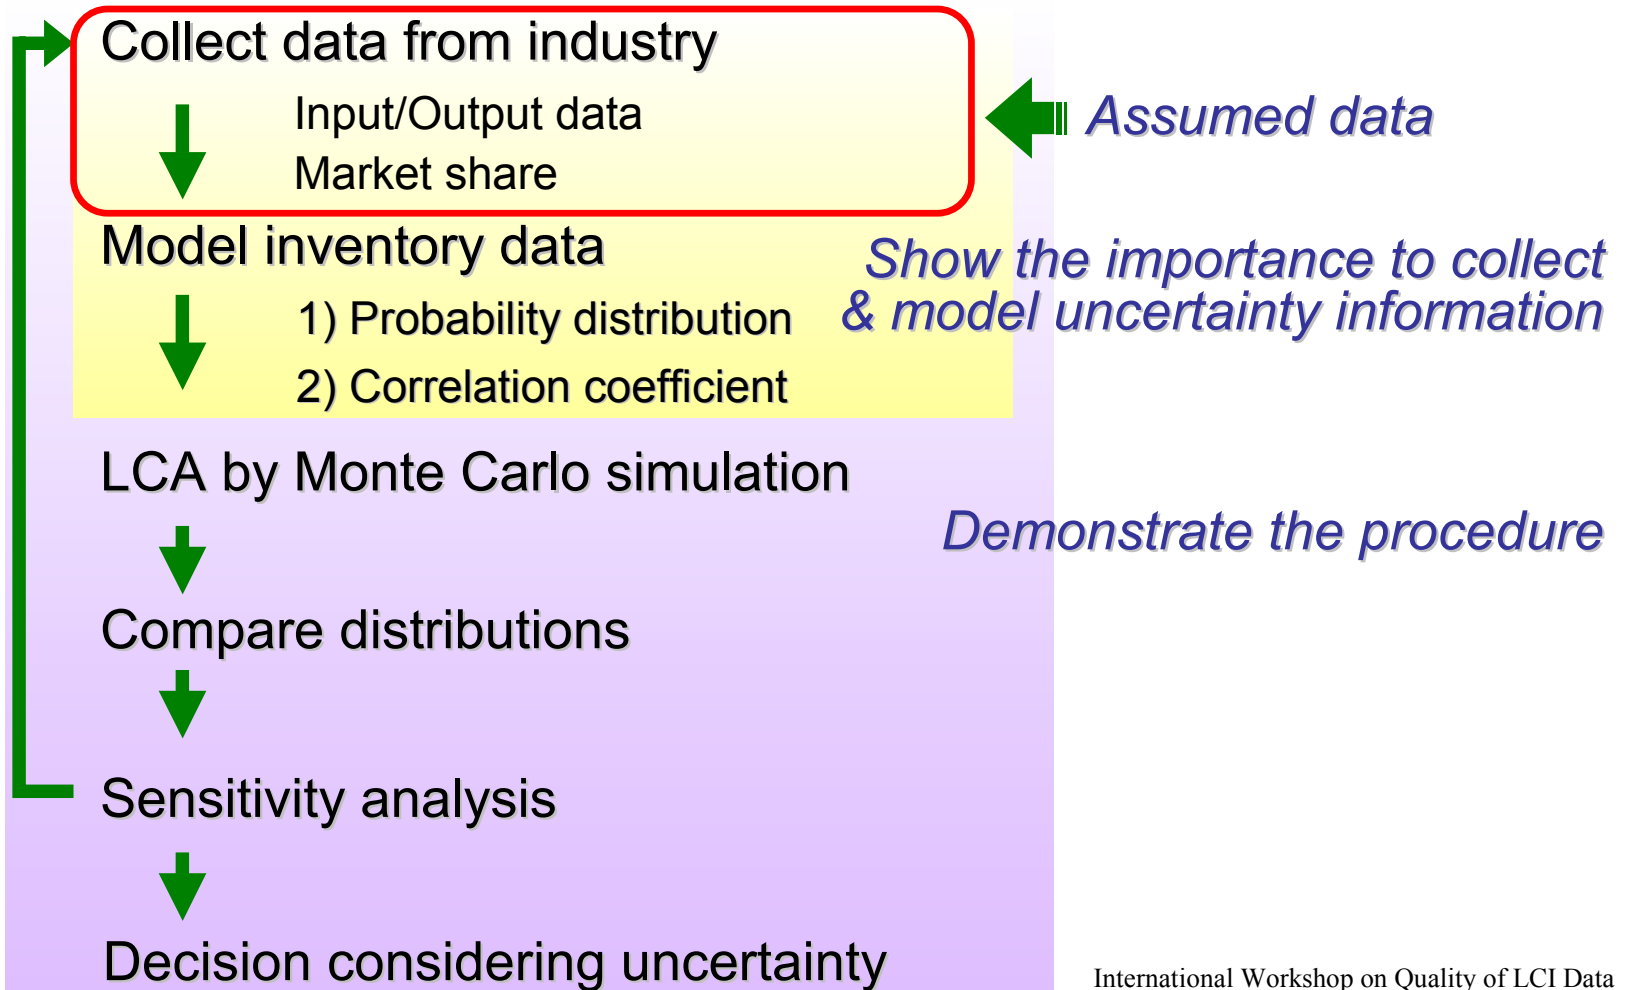 Collect data from industry
Input/Output data
Market share
Assumed data
Model inventory data
1) Probability distribution
2) Correlation coefficient
Show the importance to collect
& model uncertainty information
LCA by Monte Carlo simulation
Demonstrate the procedure
Compare distributions
Sensitivity analysis
Decision considering uncertainty
International Workshop on Quality of LCI Data